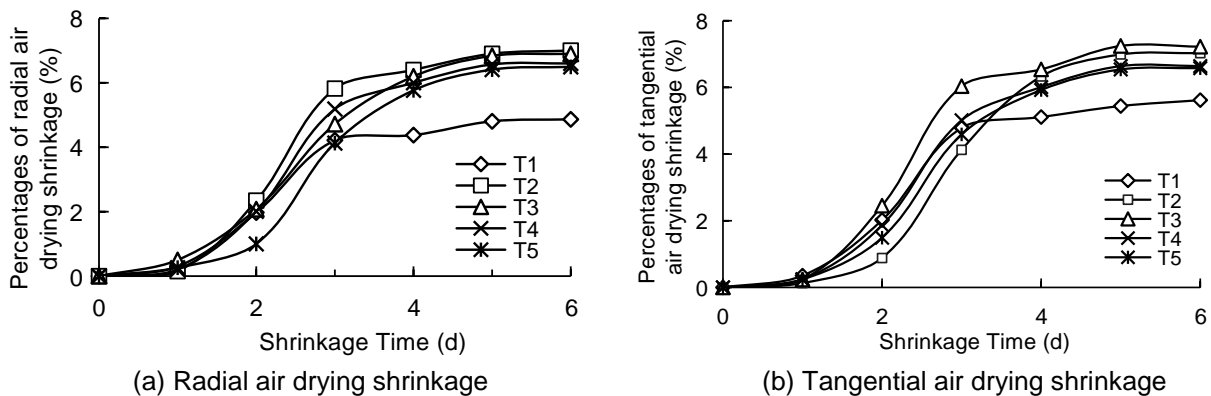 Percentages of radial air
drying shrinkage (%)
8
6
4
2
0
T1
T2
T3
T4
T5
0 2 4 6
Shrinkage Time (d)
(a) Radial air drying shrinkage
Percentages of tangential
air drying shrinkage (%)
8
6
4
2
0
T1
T2
T3
T4
T5
0 2 4 6
Shrinkage Time (d)
(b) Tangential air drying shrinkage